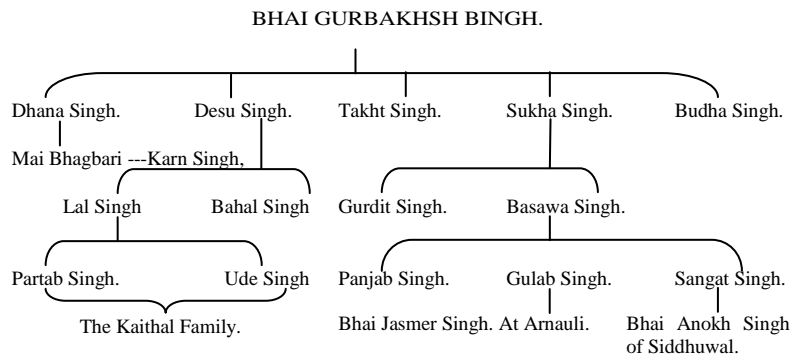 BHAI GURBAKHSH BINGH.
Dhana Singh. Desu Singh. Takht Singh. Sukha Singh. Budha Singh.
Mai Bhagbari ---Karn Singh,
Lal Singh Bahal Singh Gurdit Singh. Basawa Singh.
Partab Singh. Ude Singh Panjab Singh. Gulab Singh. Sangat Singh.
The Kaithal Family. Bhai Jasmer Singh. At Arnauli. Bhai Anokh Singh
of Siddhuwal.